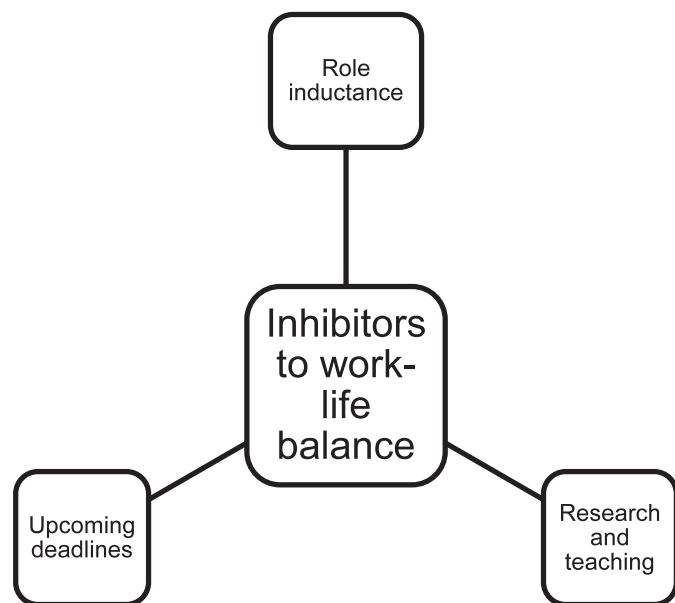 Role
inductance
Inhibitors
to work-
life
balance
Upcoming
deadlines
Research
and
teaching